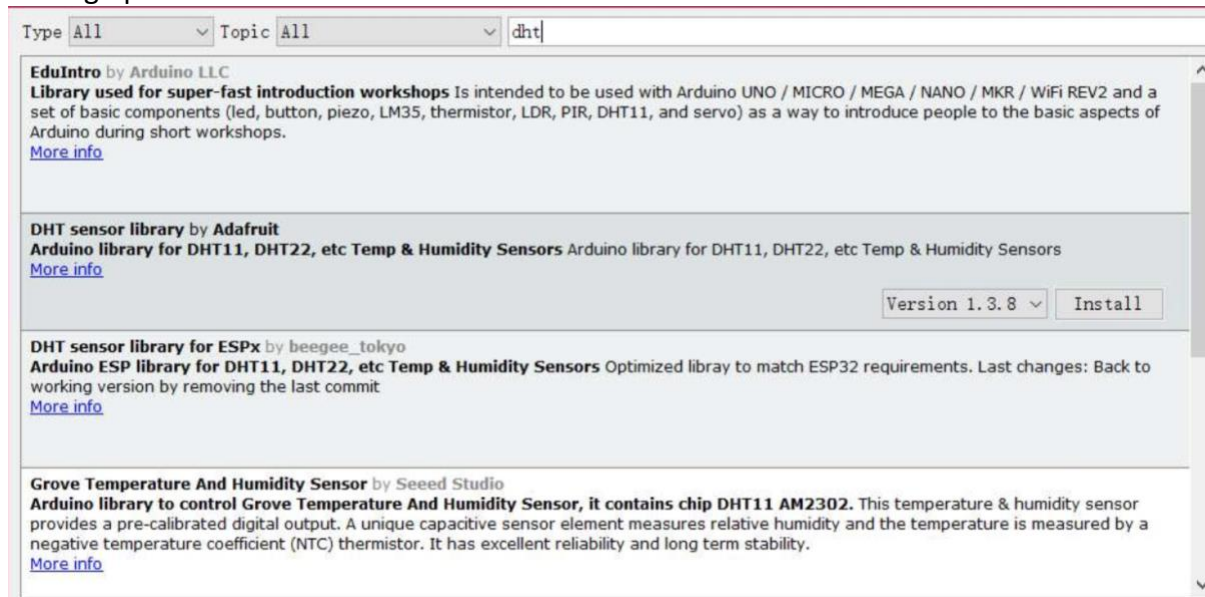 Type All Topic All dht
EduIntro by Arduino LLC
Library used for super-fast introduction workshops Is intended to be used with Arduino UNO / MICRO / MEGA / NANO / MKR / WiFi REV2 and a
set of basic components (led, button, piezo, LM35, thermistor, LDR, PIR, DHT11, and servo) as a way to introduce people to the basic aspects of
Arduino during short workshops.
More info
DHT sensor library by Adafruit
Arduino library for DHT11, DHT22, etc Temp & Humidity Sensors Arduino library for DHT11, DHT22, etc Temp & Humidity Sensors
More info
Version 1.3.8 Install
DHT sensor library for ESPx by beegee_tokyo
Arduino ESP library for DHT11, DHT22, etc Temp & Humidity Sensors Optimized libray to match ESP32 requirements. Last changes: Back to
working version by removing the last commit
More info
Grove Temperature And Humidity Sensor by Seeed Studio
Arduino library to control Grove Temperature And Humidity Sensor, it contains chip DHT11 AM2302. This temperature & humidity sensor
provides a pre-calibrated digital output. A unique capacitive sensor element measures relative humidity and the temperature is measured by a
negative temperature coefficient (NTC) thermistor. It has excellent reliability and long term stability.
More info